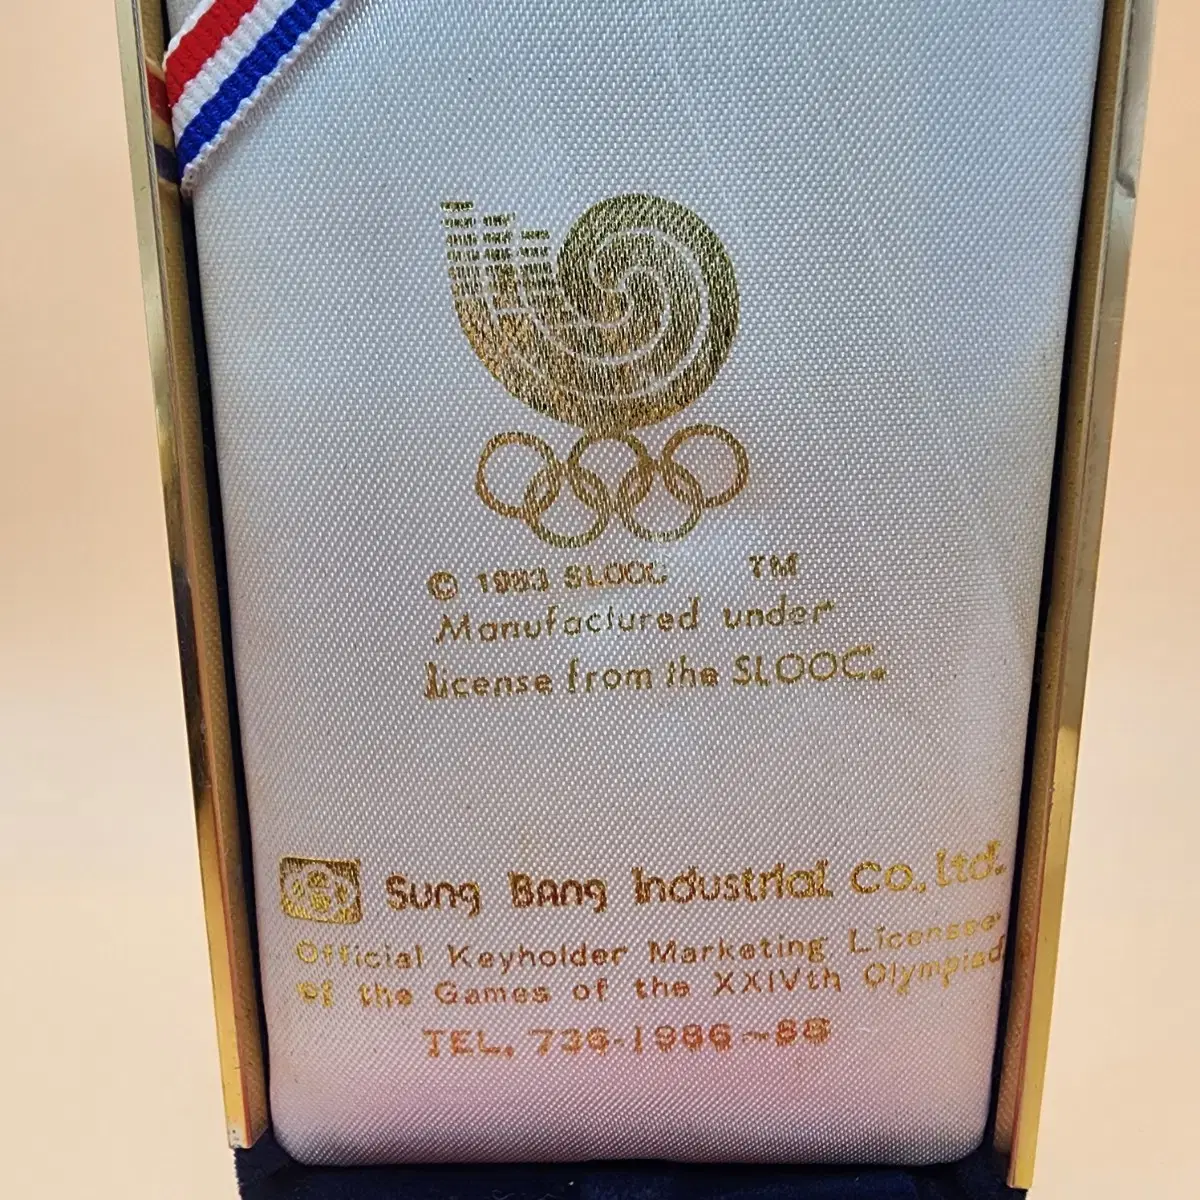 © 1983 SLOOC TM
Manufactured under
license from the SLOOC.
Sung Bang Industrial Co., Ltd.
Official Keyholder Marketing Licensee
of the Games of the XXIVth Olympiad
TEL. 736-1986~88